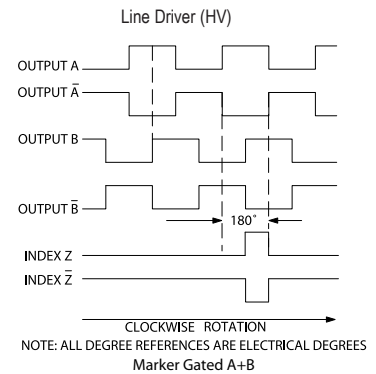 Line Driver (HV)
OUTPUT A
OUTPUT A̅
OUTPUT B
OUTPUT B̅
180°
INDEX Z
INDEX Z̅
CLOCKWISE ROTATION
NOTE: ALL DEGREE REFERENCES ARE ELECTRICAL DEGREES
Marker Gated A+B